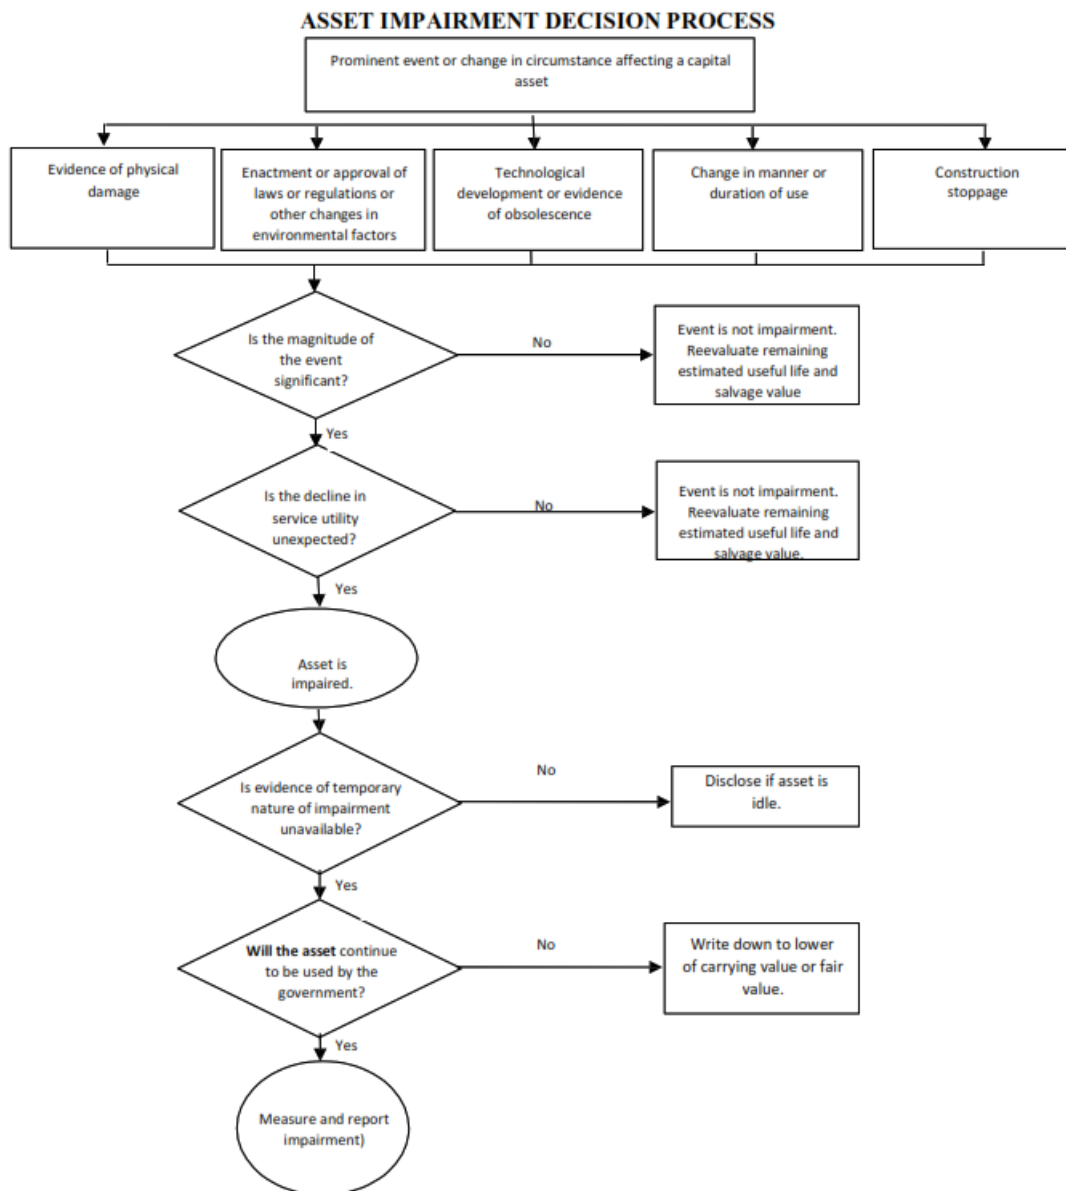 ASSET IMPAIRMENT DECISION PROCESS
Prominent event or change in circumstance affecting a capital
asset
Evidence of physical
damage
Enactment or approval of
laws or regulations or
other changes in
environmental factors
Technological
development or evidence
of obsolescence
Change in manner or
duration of use
Construction
stoppage
Is the magnitude of
the event
significant?
No
Event is not impairment.
Reevaluate remaining
estimated useful life and
salvage value
Yes
Is the decline in
service utility
unexpected?
No
Event is not impairment.
Reevaluate remaining
estimated useful life and
salvage value.
Yes
Asset is
impaired.
Is evidence of temporary
nature of impairment
unavailable?
No
Disclose if asset is
idle.
Yes
Will the asset continue
to be used by the
government?
No
Write down to lower
of carrying value or fair
value.
Yes
Measure and report
impairment)